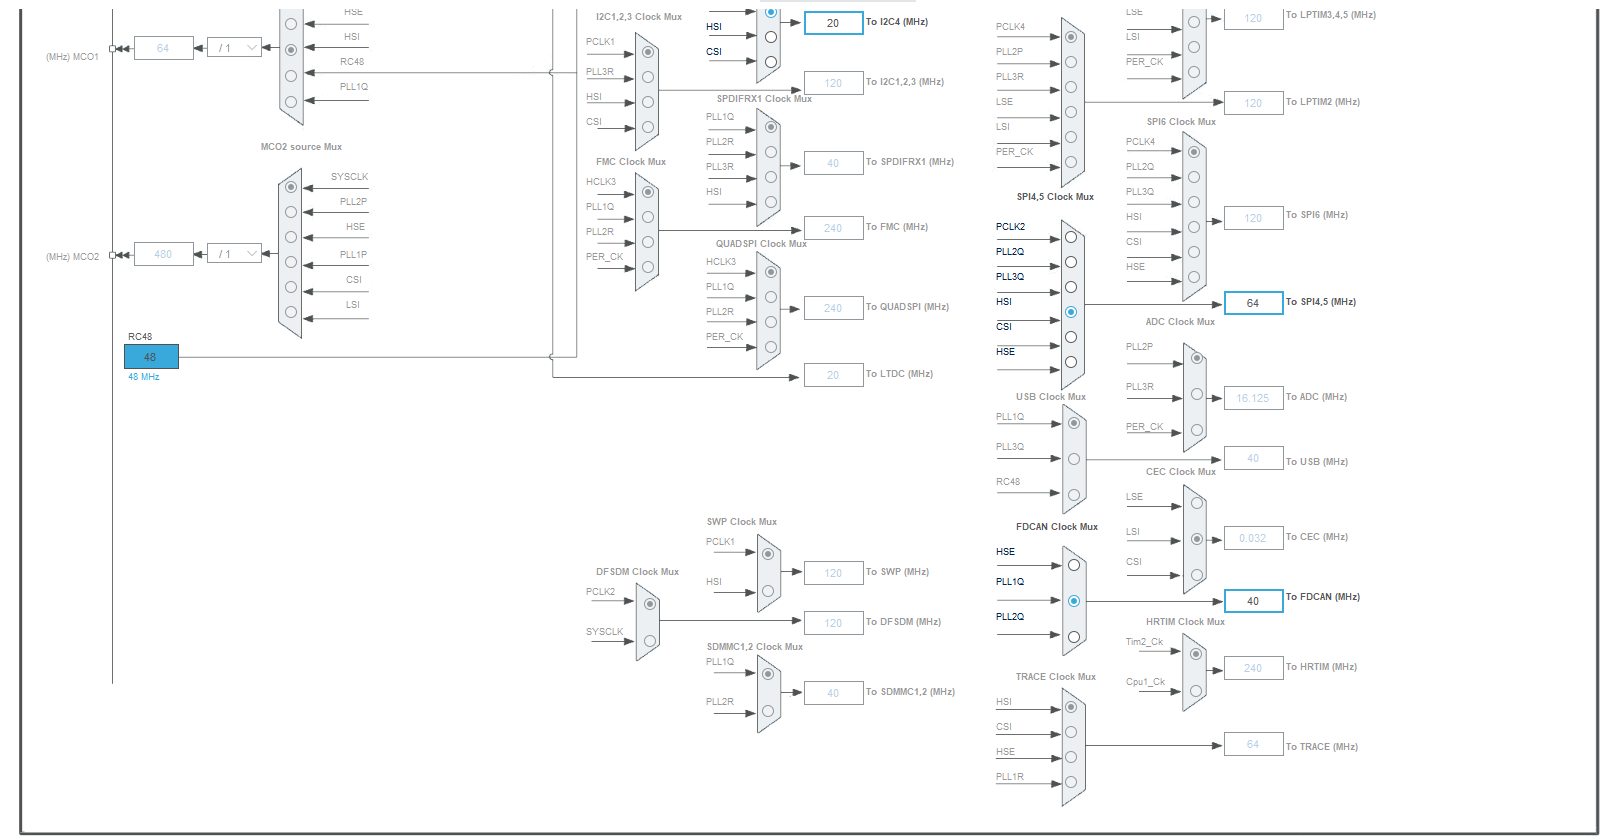 HSE
HSI
RC48
PLL1Q
(MHz) MCO1
64
/ 1
MCO2 source Mux
SYSCLK
PLL2P
HSE
PLL1P
CSI
LSI
(MHz) MCO2
480
/ 1
RC48
48
48 MHz
I2C1,2,3 Clock Mux
PCLK1
PLL3R
HSI
CSI
HSI
CSI
20
To I2C4 (MHz)
120
To I2C1,2,3 (MHz)
SPDIFRX1 Clock Mux
PLL1Q
PLL2R
PLL3R
HSI
40
To SPDIFRX1 (MHz)
FMC Clock Mux
HCLK3
PLL1Q
PLL2R
PER_CK
240
To FMC (MHz)
QUADSPI Clock Mux
HCLK3
PLL1Q
PLL2R
PER_CK
240
To QUADSPI (MHz)
20
To LTDC (MHz)
SWP Clock Mux
PCLK1
HSI
120
To SWP (MHz)
DFSDM Clock Mux
PCLK2
SYSCLK
120
To DFSDM (MHz)
SDMMC1,2 Clock Mux
PLL1Q
PLL2R
40
To SDMMC1,2 (MHz)
PCLK4
PLL2P
PLL3R
LSE
LSI
PER_CK
120
To LPTIM2 (MHz)
LSE
LSI
PER_CK
120
To LPTIM3,4,5 (MHz)
SPI6 Clock Mux
PCLK4
PLL2Q
PLL3Q
HSI
CSI
HSE
120
To SPI6 (MHz)
SPI4,5 Clock Mux
PCLK2
PLL2Q
PLL3Q
HSI
CSI
HSE
64
To SPI4,5 (MHz)
ADC Clock Mux
PLL2P
PLL3R
PER_CK
16.125
To ADC (MHz)
USB Clock Mux
PLL1Q
PLL3Q
RC48
40
To USB (MHz)
CEC Clock Mux
LSE
LSI
CSI
0.032
To CEC (MHz)
FDCAN Clock Mux
HSE
PLL1Q
PLL2Q
40
To FDCAN (MHz)
HRTIM Clock Mux
Tim2_Ck
Cpu1_Ck
240
To HRTIM (MHz)
TRACE Clock Mux
HSI
CSI
HSE
PLL1R
64
To TRACE (MHz)